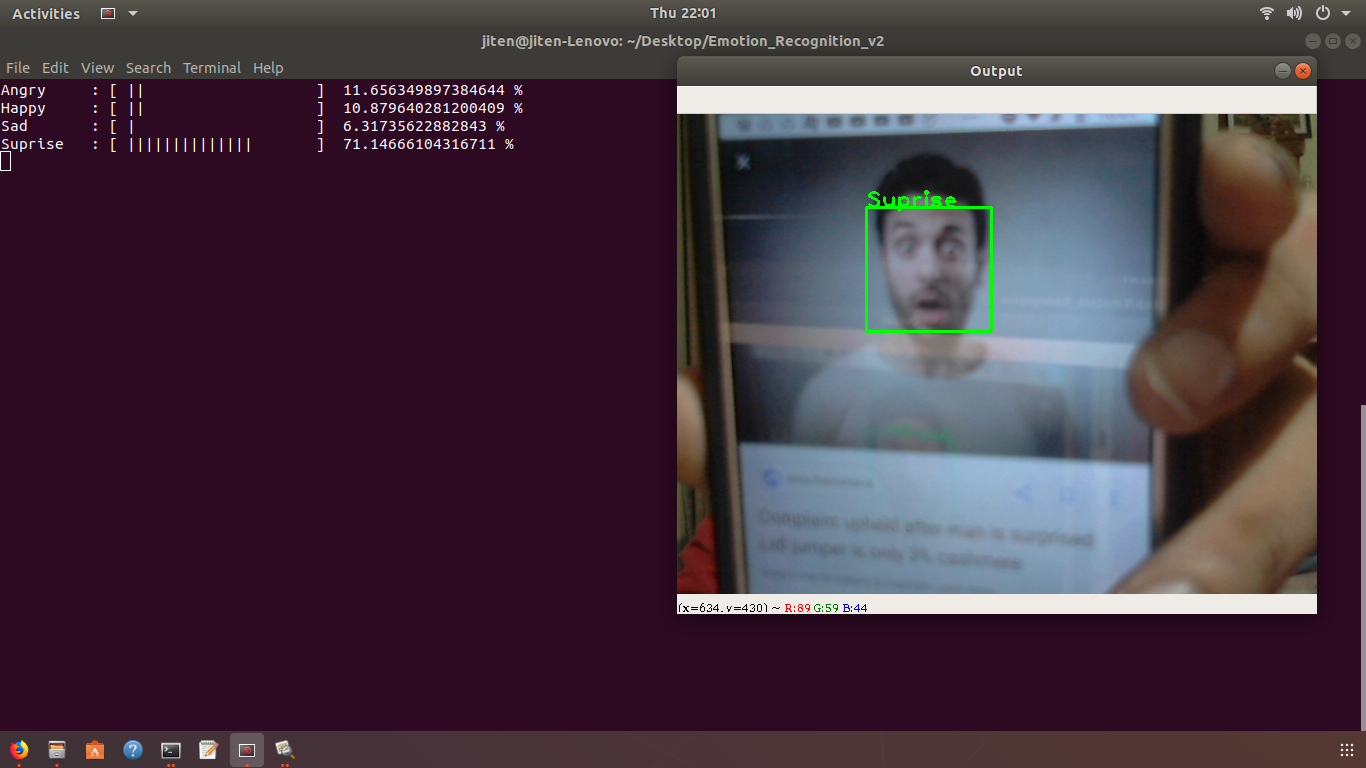 Activities
Thu 22:01
jiten@jiten-Lenovo: ~/Desktop/Emotion_Recognition_v2
File Edit View Search Terminal Help
Angry : [ || ] 11.656349897384644 %
Happy : [ || ] 10.879640281200409 %
Sad : [ | ] 6.31735622882843 %
Suprise : [ |||||||||||||| ] 71.14666104316711 %
Output
Suprise
Complaint upheld after man is surprised
Lidl jumper is only 3% cashmere
(x=634, y=430) ~ R:89 G:59 B:44